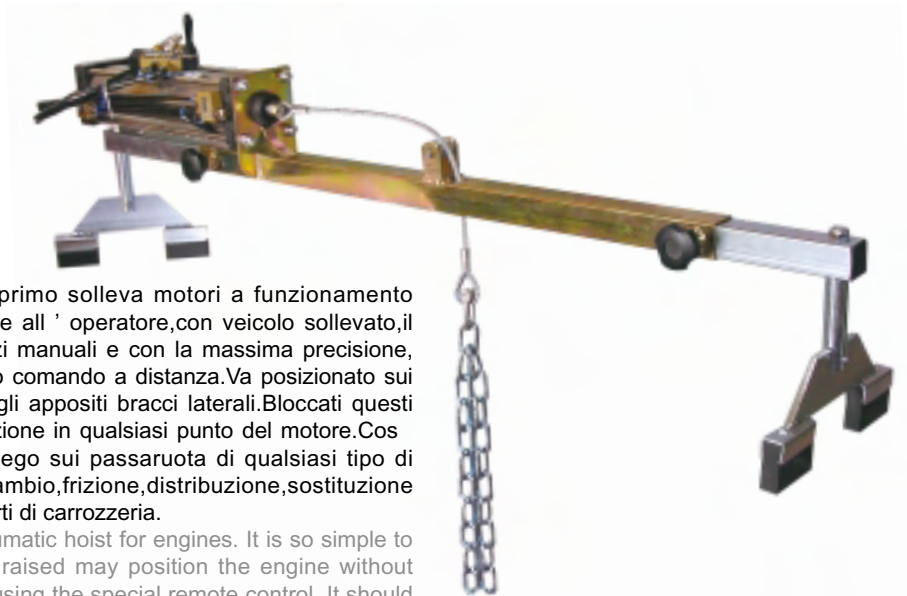 primo solleva motori a funzionamento
e all ’ operatore,con veicolo sollevato,il
zi manuali e con la massima precisione,
o comando a distanza.Va posizionato sui
gli appositi bracci laterali.Bloccati questi
zione in qualsiasi punto del motore.Cos
ego sui passaruota di qualsiasi tipo di
ambio,frizione,distribuzione,sostituzione
rti di carrozzeria.
umatic hoist for engines. It is so simple to
raised may position the engine without
using the special remote control. It should